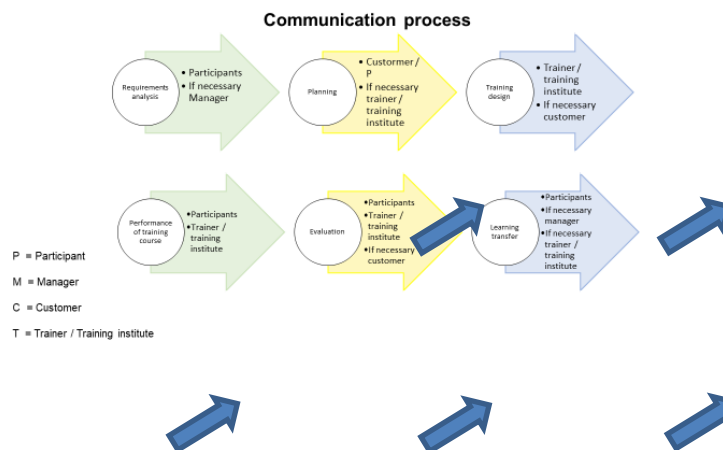 Communication process
Requirements
analysis
• Participants
• If necessary
Manager
Planning
• Custormer /
P
• If necessary
trainer /
training
institute
Training
design
• Trainer /
training
institute
• If necessary
customer
Performance
of training
course
•Participants
•Trainer /
training
institute
Evaluation
•Participants
•Trainer /
training
institute
•If necessary
customer
Learning
transfer
•Participants
•If necessary
manager
•If necessary
trainer /
training
institute
P = Participant
M = Manager
C = Customer
T = Trainer / Training institute